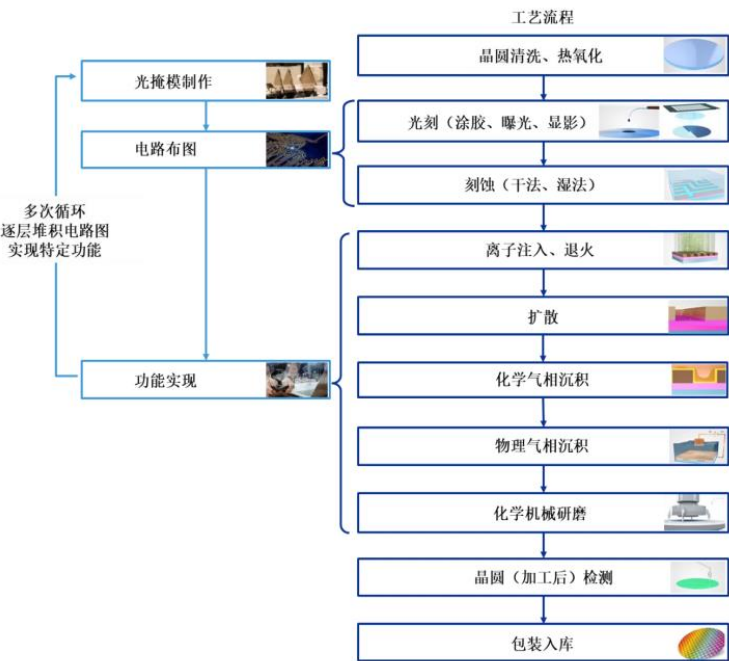 工艺流程
晶圆清洗、热氧化
光掩模制作
光刻（涂胶、曝光、显影）
电路布图
刻蚀（干法、湿法）
多次循环
逐层堆积电路图
实现特定功能
离子注入、退火
扩散
功能实现
化学气相沉积
物理气相沉积
化学机械研磨
晶圆（加工后）检测
包装入库